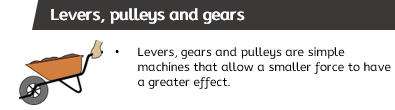 Levers, pulleys and gears
• Levers, gears and pulleys are simple
machines that allow a smaller force to have
a greater effect.